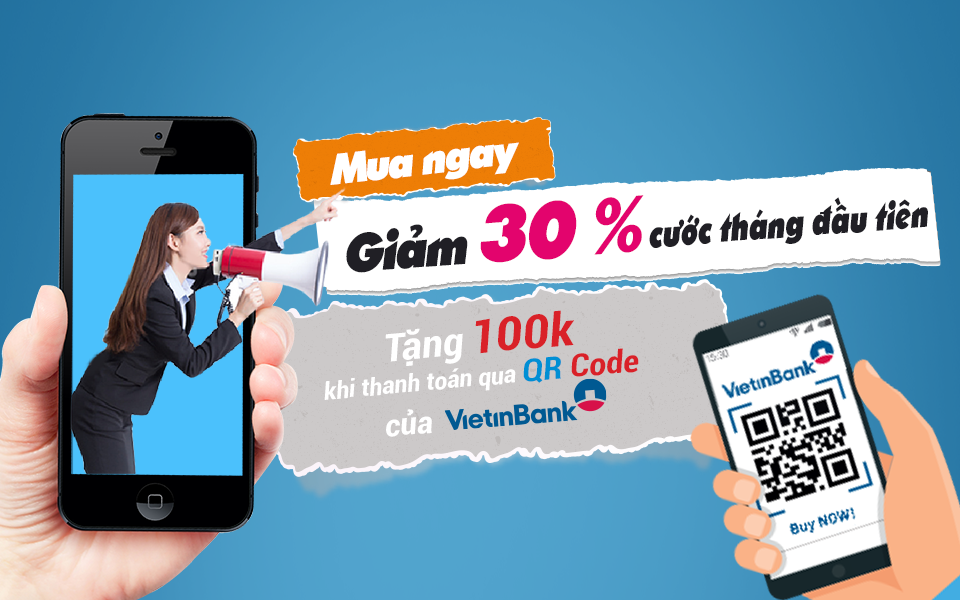 Mua ngay
Giảm 30 % cước tháng đầu tiên
Tặng 100k
khi thanh toán qua QR Code
của VietinBank
15:30
VietinBank
Buy NOW!